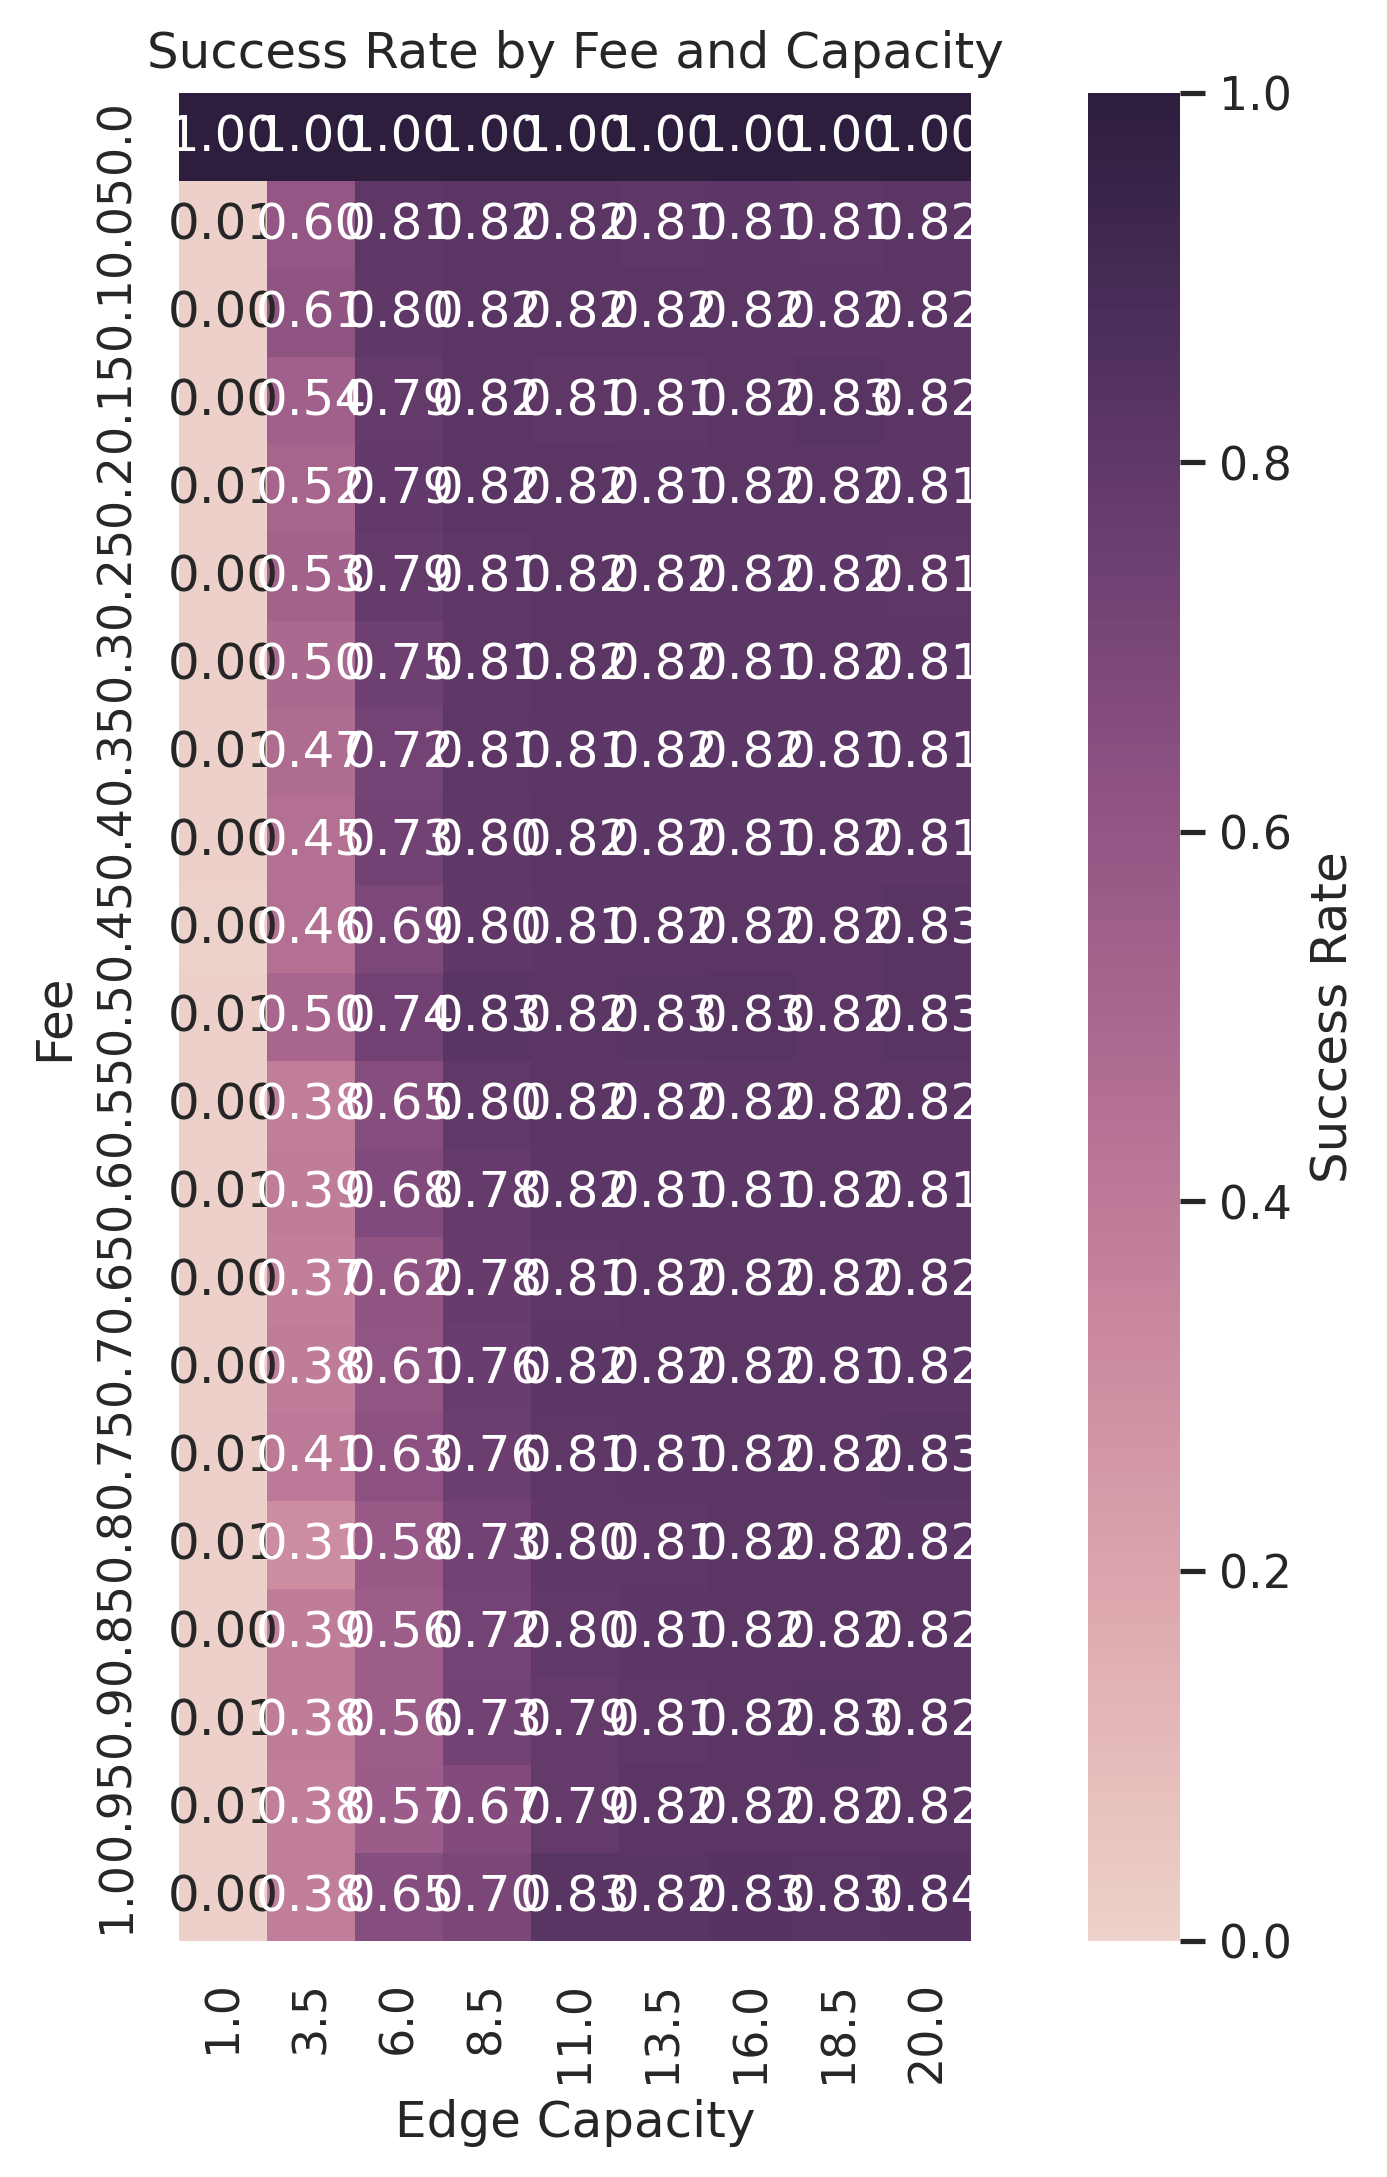 Success Rate by Fee and Capacity
0.0 1.00 1.00 1.00 1.00 1.00 1.00 1.00 1.00 1.00
0.05 0.01 0.60 0.81 0.82 0.82 0.81 0.81 0.81 0.82
0.1 0.00 0.61 0.80 0.82 0.82 0.82 0.82 0.82 0.82
0.15 0.00 0.54 0.79 0.82 0.81 0.81 0.82 0.83 0.82
0.2 0.01 0.52 0.79 0.82 0.82 0.81 0.82 0.82 0.81
0.25 0.00 0.53 0.79 0.81 0.82 0.82 0.82 0.82 0.81
0.3 0.00 0.50 0.75 0.81 0.82 0.82 0.81 0.82 0.81
0.35 0.01 0.47 0.72 0.81 0.81 0.82 0.82 0.81 0.81
0.4 0.00 0.45 0.73 0.80 0.82 0.82 0.81 0.82 0.81
0.45 0.00 0.46 0.69 0.80 0.81 0.82 0.82 0.82 0.83
0.5 0.01 0.50 0.74 0.83 0.82 0.83 0.83 0.82 0.83
0.55 0.00 0.38 0.65 0.80 0.82 0.82 0.82 0.82 0.82
0.6 0.01 0.39 0.68 0.78 0.82 0.81 0.81 0.82 0.81
0.65 0.00 0.37 0.62 0.78 0.81 0.82 0.82 0.82 0.82
0.7 0.00 0.38 0.61 0.76 0.82 0.82 0.82 0.81 0.82
0.75 0.01 0.41 0.63 0.76 0.81 0.81 0.82 0.82 0.83
0.8 0.01 0.31 0.58 0.73 0.80 0.81 0.82 0.82 0.82
0.85 0.00 0.39 0.56 0.72 0.80 0.81 0.82 0.82 0.82
0.9 0.01 0.38 0.56 0.73 0.79 0.81 0.82 0.83 0.82
0.95 0.01 0.38 0.57 0.67 0.79 0.82 0.82 0.82 0.82
1.0 0.00 0.38 0.65 0.70 0.83 0.82 0.83 0.83 0.84
1.0 3.5 6.0 8.5 11.0 13.5 16.0 18.5 20.0
Edge Capacity
Fee
1.0
0.8
0.6
0.4
0.2
0.0
Success Rate